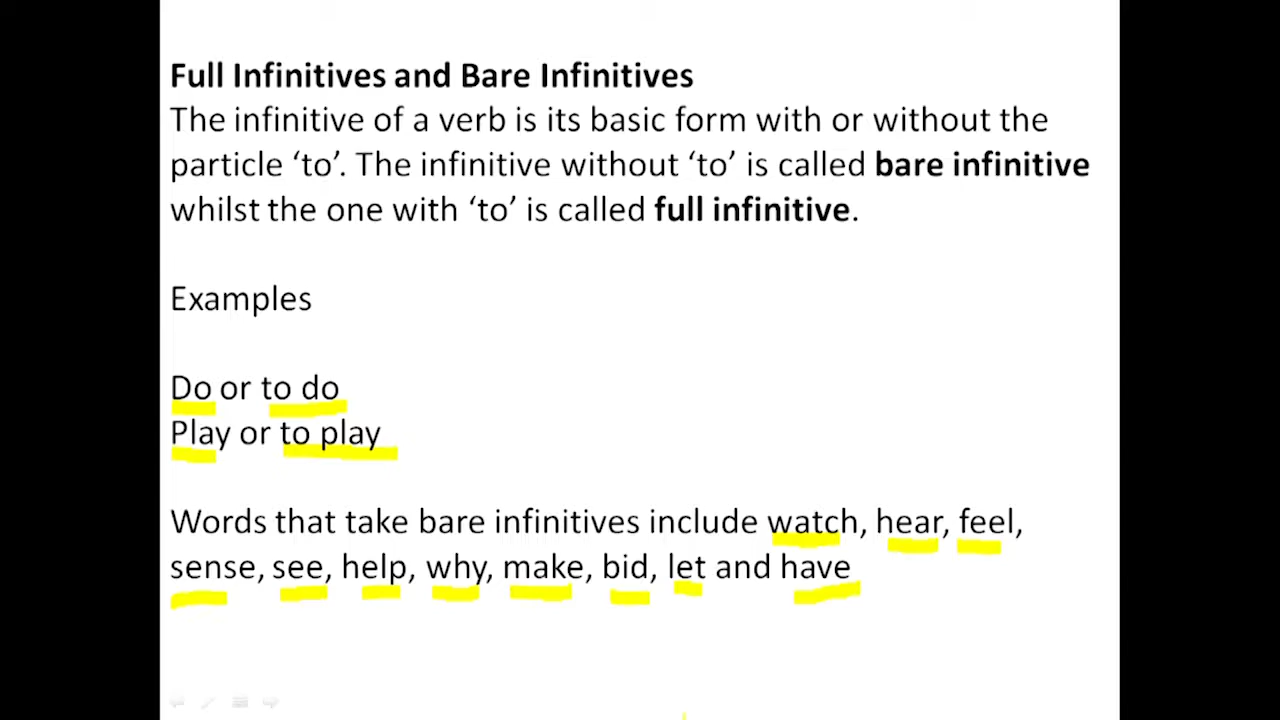 Full Infinitives and Bare Infinitives
The infinitive of a verb is its basic form with or without the
particle ‘to’. The infinitive without ‘to’ is called bare infinitive
whilst the one with ‘to’ is called full infinitive.
Examples
Do or to do
Play or to play
Words that take bare infinitives include watch, hear, feel,
sense, see, help, why, make, bid, let and have